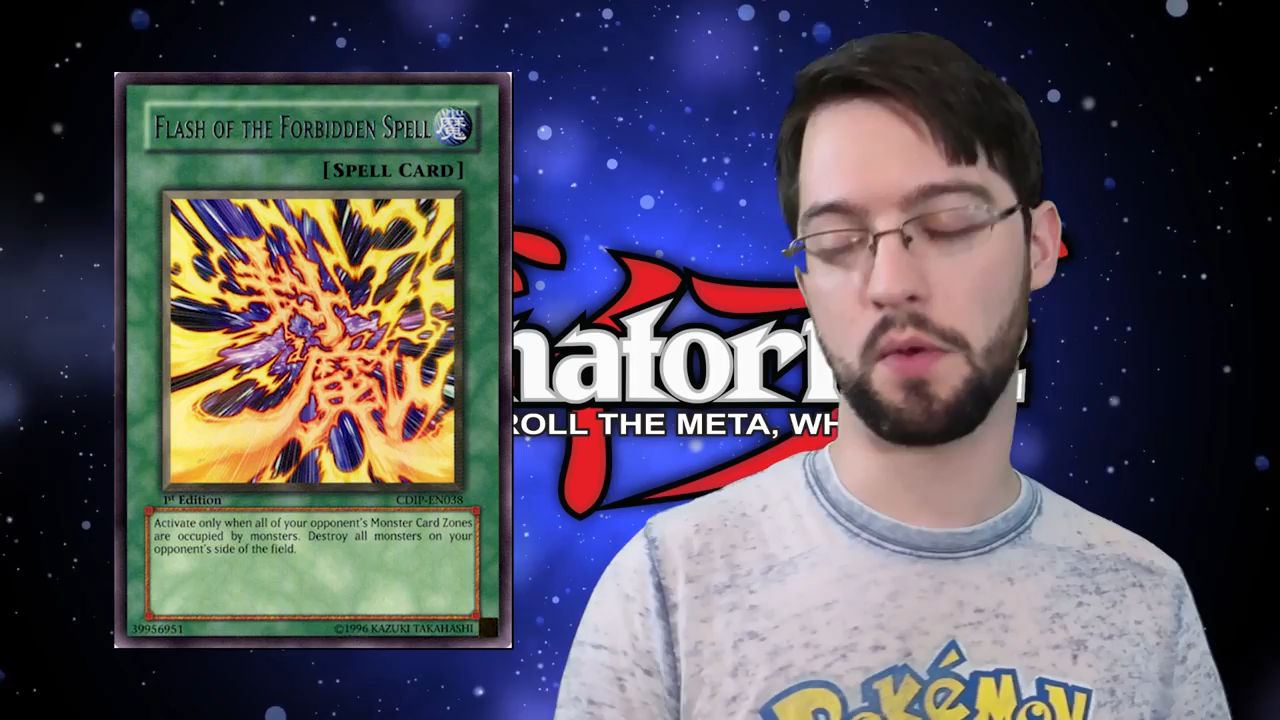 FLASH OF THE FORBIDDEN SPELL 魔
[SPELL CARD]
1st Edition
CDIP-EN038
Activate only when all of your opponent's Monster Card Zones
are occupied by monsters. Destroy all monsters on your
opponent's side of the field.
39956951
©1996 KAZUKI TAKAHASHI
nator
ROLL THE META, WH
POKÉMON